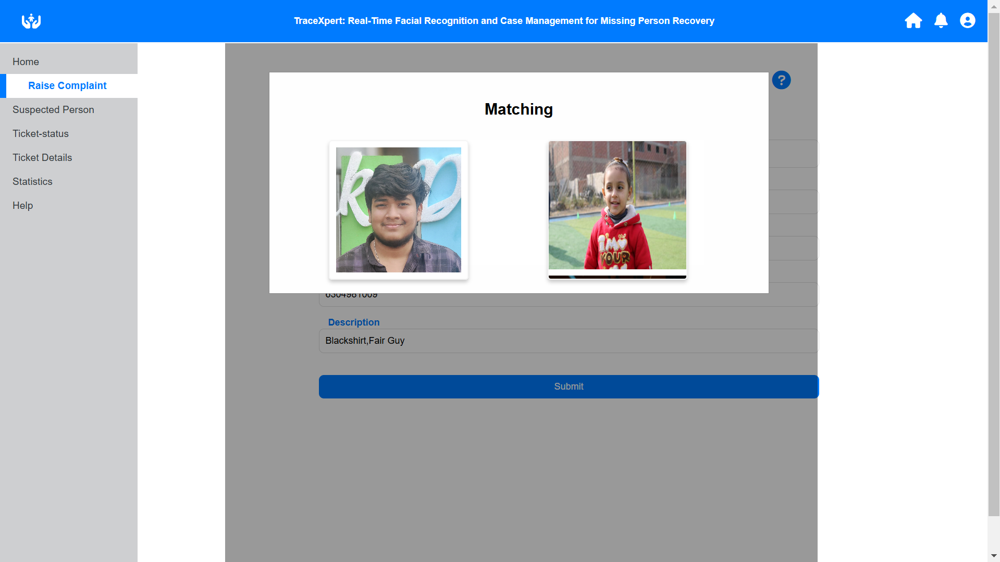 TraceXpert: Real-Time Facial Recognition and Case Management for Missing Person Recovery
Home
Raise Complaint
Suspected Person
Ticket-status
Ticket Details
Statistics
Help
?
Matching
I M
YOUR
6304981009
Description
Blackshirt,Fair Guy
Submit